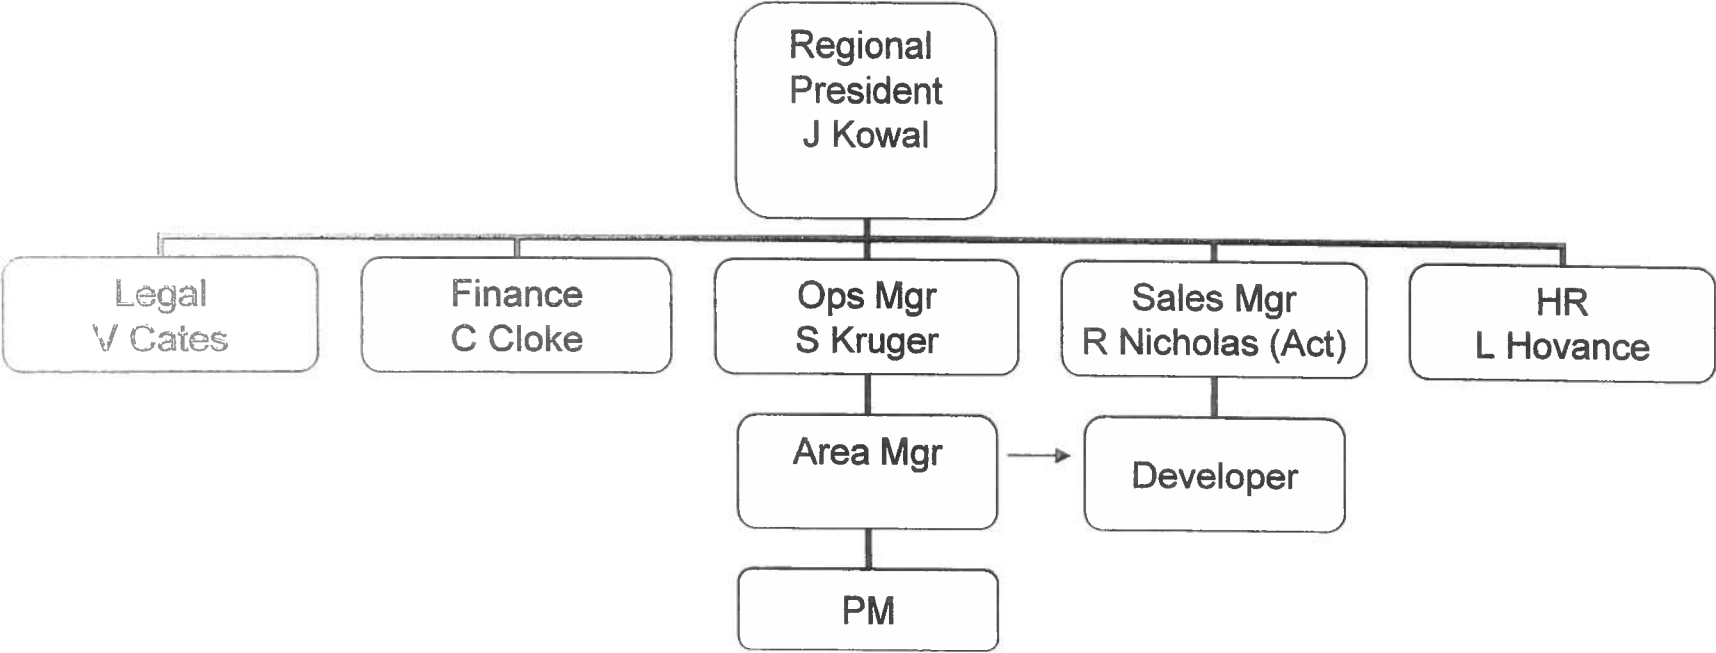 Regional
President
J Kowal
Legal
V Cates
Finance
C Cloke
Ops Mgr
S Kruger
Sales Mgr
R Nicholas (Act)
HR
L Hovance
Area Mgr
Developer
PM